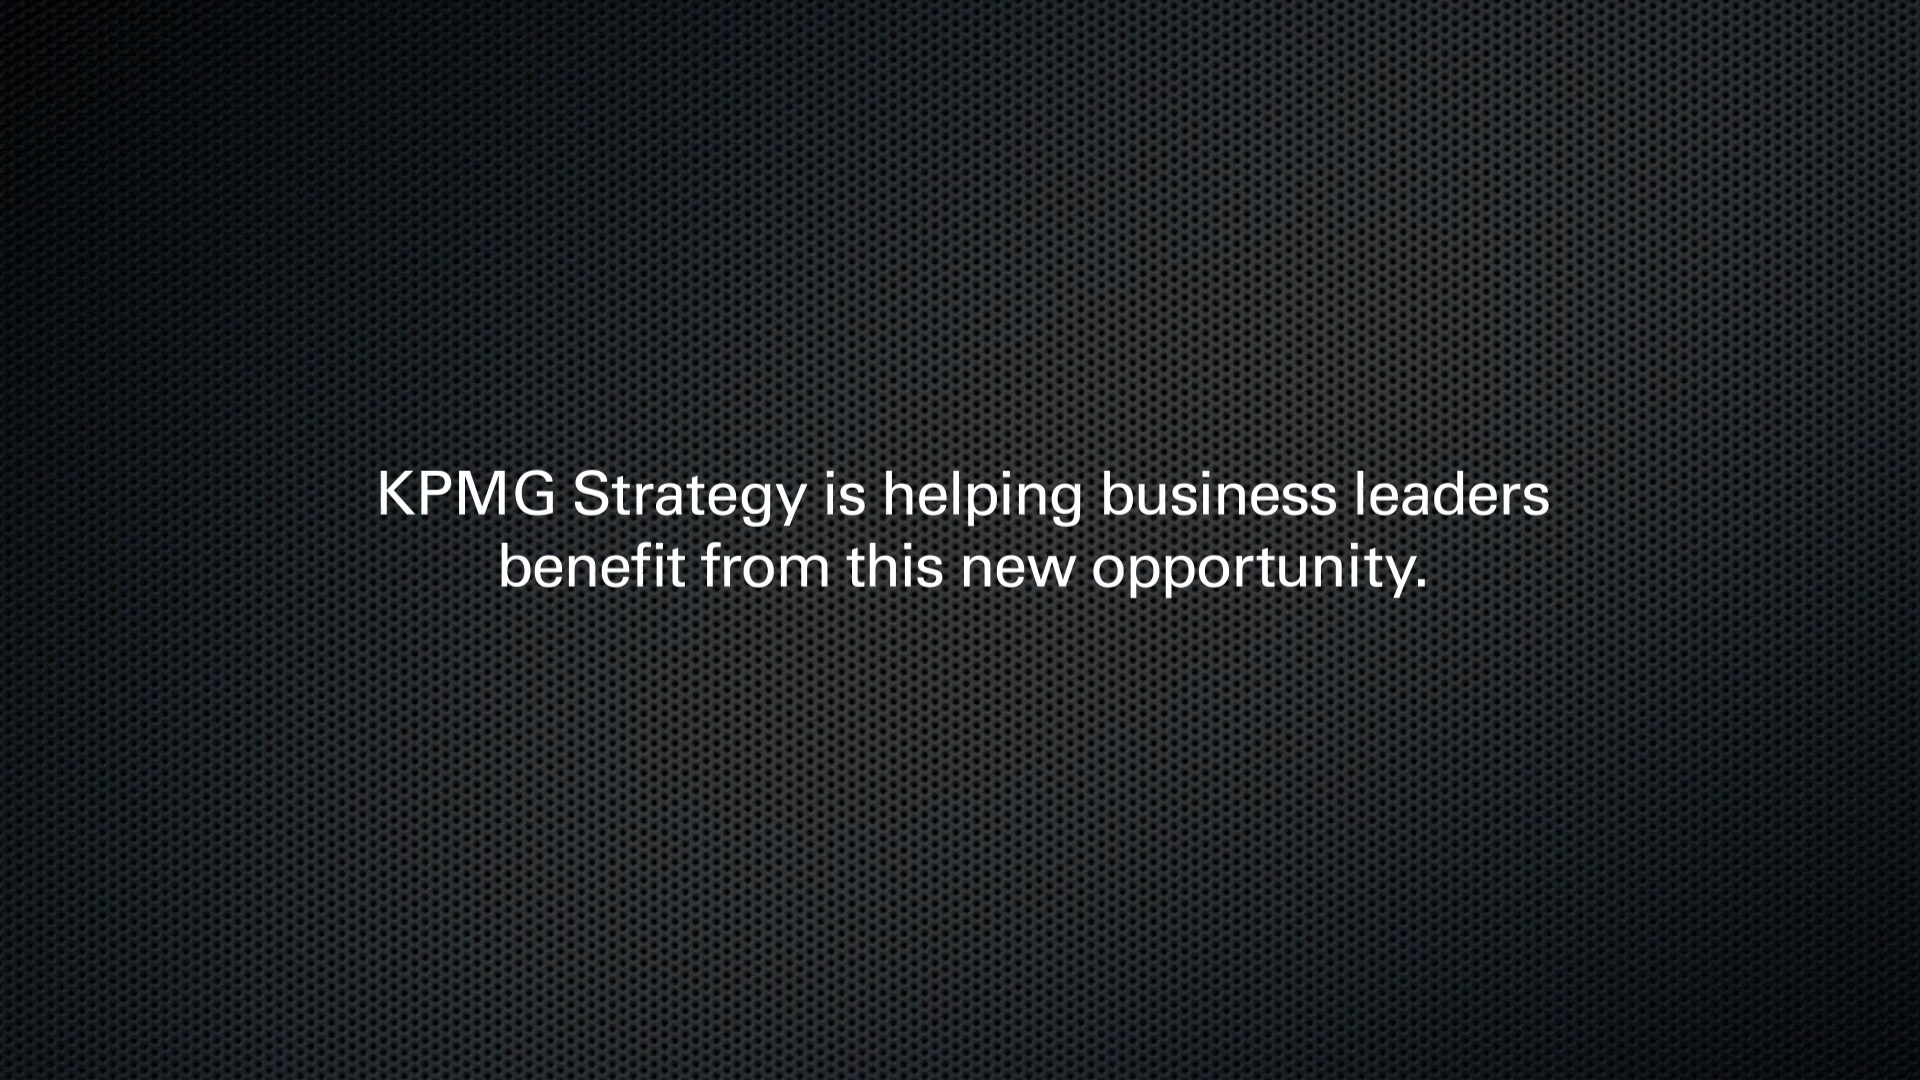 KPMG Strategy is helping business leaders
benefit from this new opportunity.